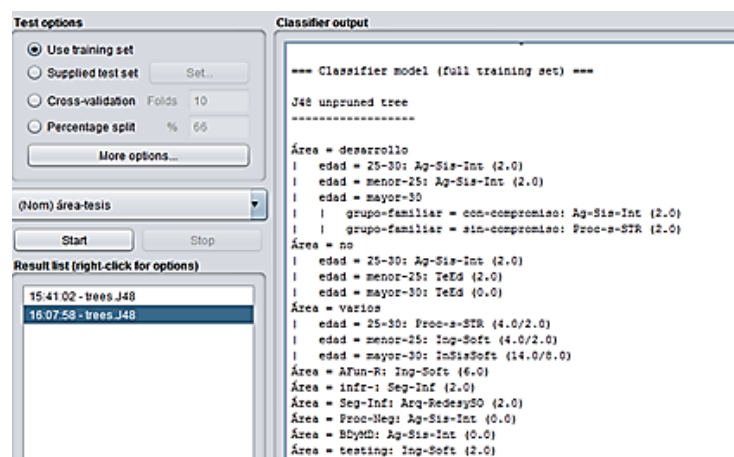 Test options
Use training set
Supplied test set Set...
Cross-validation Folds 10
Percentage split % 66
More options...
(Nom) área-tesis
Start Stop
Result list (right-click for options)
15:41:02 - trees.J48
16:07:58 - trees.J48
Classifier output
=== Classifier model (full training set) ===
J48 unpruned tree
------------------
Área = desarrollo
| edad = 25-30: Ag-Sis-Int (2.0)
| edad = menor-25: Ag-Sis-Int (2.0)
| edad = mayor-30
| | grupo-familiar = con-compromiso: Ag-Sis-Int (2.0)
| | grupo-familiar = sin-compromiso: Proc-s-STR (2.0)
Área = no
| edad = 25-30: Ag-Sis-Int (2.0)
| edad = menor-25: TeEd (2.0)
| edad = mayor-30: TeEd (0.0)
Área = varios
| edad = 25-30: Proc-s-STR (4.0/2.0)
| edad = menor-25: Ing-Soft (4.0/2.0)
| edad = mayor-30: InSisSoft (14.0/8.0)
Área = AFun-R: Ing-Soft (6.0)
Área = infr-: Seg-Inf (2.0)
Área = Seg-Inf: Arq-RedesySO (2.0)
Área = Proc-Neg: Ag-Sis-Int (0.0)
Área = BDyMD: Ag-Sis-Int (0.0)
Área = testing: Ing-Soft (2.0)